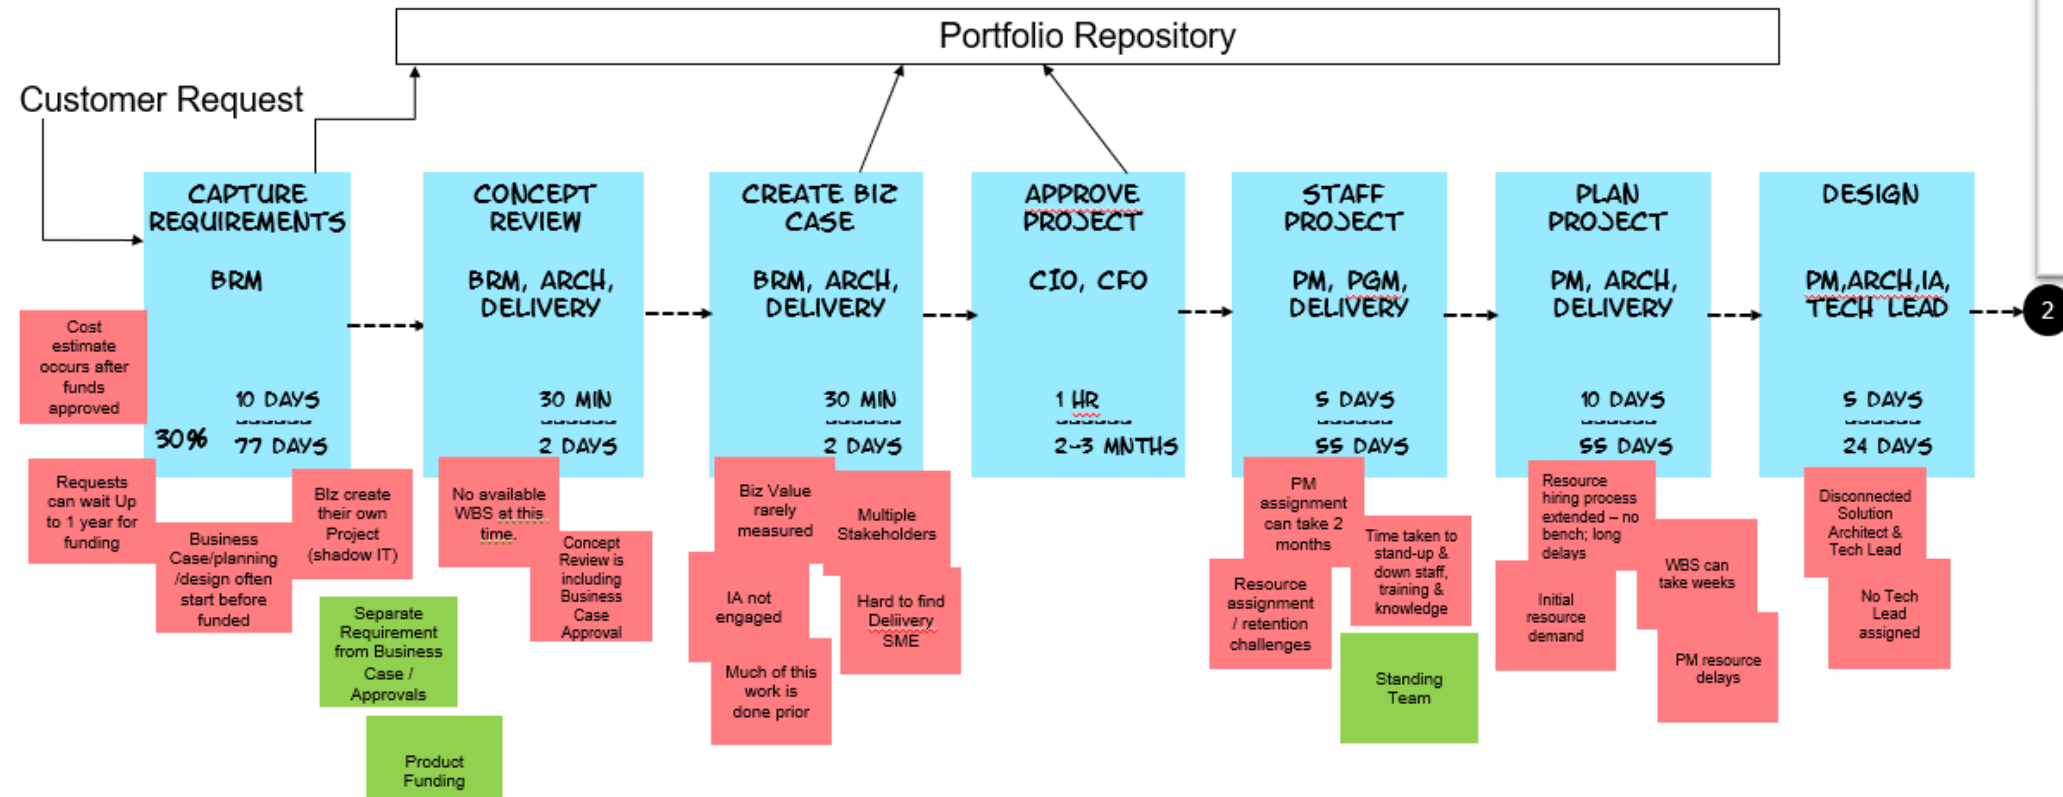 Portfolio Repository
Customer Request
CAPTURE
REQUIREMENTS
BRM
30%
10 DAYS
77 DAYS
CONCEPT
REVIEW
BRM, ARCH,
DELIVERY
30 MIN
2 DAYS
CREATE BIZ
CASE
BRM, ARCH,
DELIVERY
30 MIN
2 DAYS
APPROVE
PROJECT
CIO, CFO
1 HR
2-3 MNTHS
STAFF
PROJECT
PM, PGM,
DELIVERY
5 DAYS
55 DAYS
PLAN
PROJECT
PM, ARCH,
DELIVERY
10 DAYS
55 DAYS
DESIGN
PM,ARCH,IA,
TECH LEAD
5 DAYS
24 DAYS
2
Cost
estimate
occurs after
funds
approved
Requests
can wait Up
to 1 year for
funding
Business
Case/planning
/design often
start before
funded
BIz create
their own
Project
(shadow IT)
Separate
Requirement
from Business
Case /
Approvals
Product
Funding
No available
WBS at this
time.
Concept
Review is
including
Business
Case
Approval
Biz Value
rarely
measured
Multiple
Stakeholders
IA not
engaged
Hard to find
Deliivery
SME
Much of this
work is
done prior
PM
assignment
can take 2
months
Time taken to
stand-up &
down staff,
training &
knowledge
Resource
assignment
/ retention
challenges
Standing
Team
Resource
hiring process
extended – no
bench; long
delays
WBS can
take weeks
Initial
resource
demand
PM resource
delays
Disconnected
Solution
Architect &
Tech Lead
No Tech
Lead
assigned